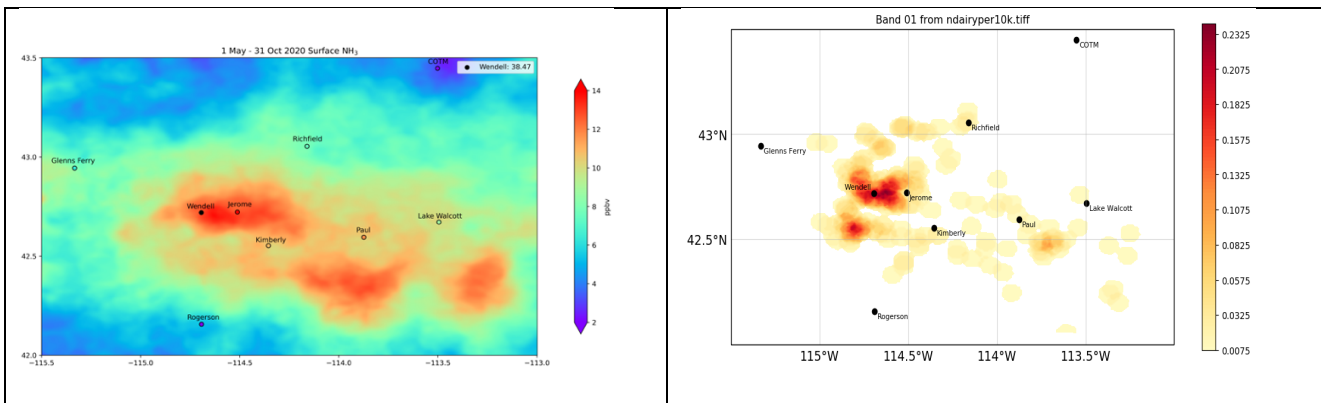 1 May - 31 Oct 2020 Surface NH₃
43.5
43.0
42.5
42.0
−115.5
−115.0
−114.5
−114.0
−113.5
−113.0
COTM
Wendell: 38.47
Richfield
Glenns Ferry
Wendell
Jerome
Lake Walcott
Kimberly
Paul
Rogerson
14
12
10
8
6
4
2
ppbv
Band 01 from ndairyper10k.tiff
COTM
43°N
Richfield
Glenns Ferry
Wendell
Jerome
Lake Walcott
Paul
Kimberly
42.5°N
Rogerson
115°W
114.5°W
114°W
113.5°W
0.2325
0.2075
0.1825
0.1575
0.1325
0.1075
0.0825
0.0575
0.0325
0.0075